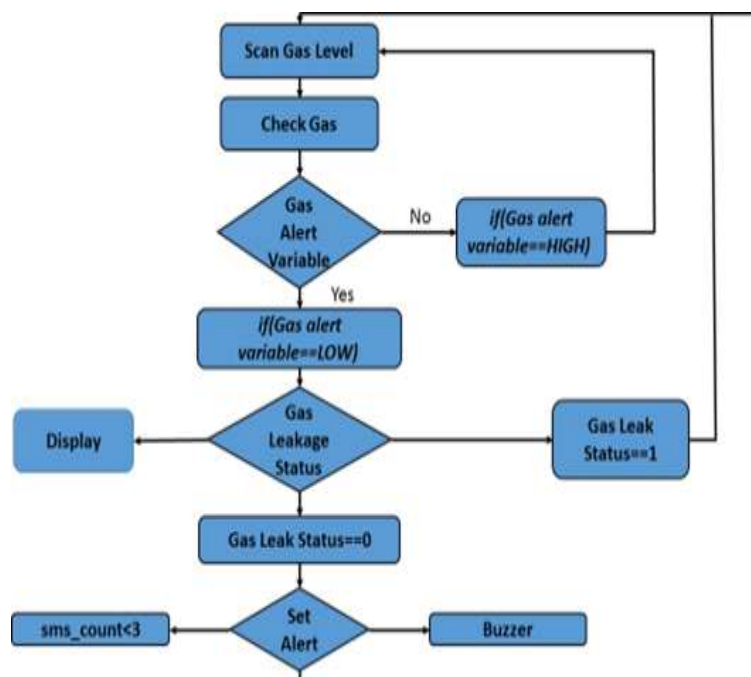 Scan Gas Level
Check Gas
Gas
Alert
Variable
No
if(Gas alert
variable==HIGH)
Yes
if(Gas alert
variable==LOW)
Display
Gas
Leakage
Status
Gas Leak
Status==1
Gas Leak Status==0
sms_count<3
Set
Alert
Buzzer